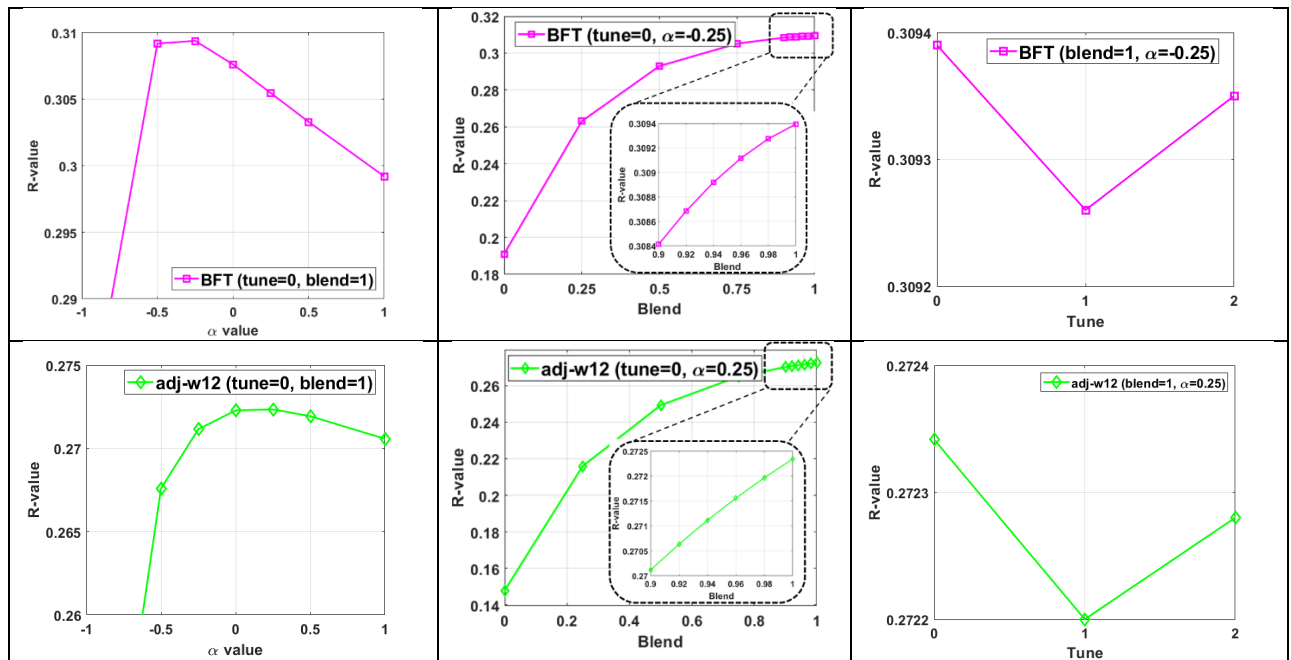 0.31
0.305
0.3
0.295
0.29
-1 -0.5 0 0.5 1
R-value
α value
BFT (tune=0, blend=1)
0.32
0.3
0.28
0.26
0.24
0.22
0.2
0.18
0 0.25 0.5 0.75 1
R-value
Blend
BFT (tune=0, α=-0.25)
0.3094
0.3092
0.309
0.3088
0.3086
0.3084
0.9 0.92 0.94 0.96 0.98 1
R-value
Blend
0.3094
0.3093
0.3092
0 1 2
R-value
Tune
BFT (blend=1, α=-0.25)
0.275
0.27
0.265
0.26
-1 -0.5 0 0.5 1
R-value
α value
adj-w12 (tune=0, blend=1)
0.26
0.24
0.22
0.2
0.18
0.16
0.14
0 0.2 0.4 0.6 0.8 1
R-value
Blend
adj-w12 (tune=0, α=0.25)
0.2725
0.272
0.2715
0.271
0.2705
0.27
0.9 0.92 0.94 0.96 0.98 1
R-value
Blend
0.2724
0.2723
0.2722
0 1 2
R-value
Tune
adj-w12 (blend=1, α=0.25)